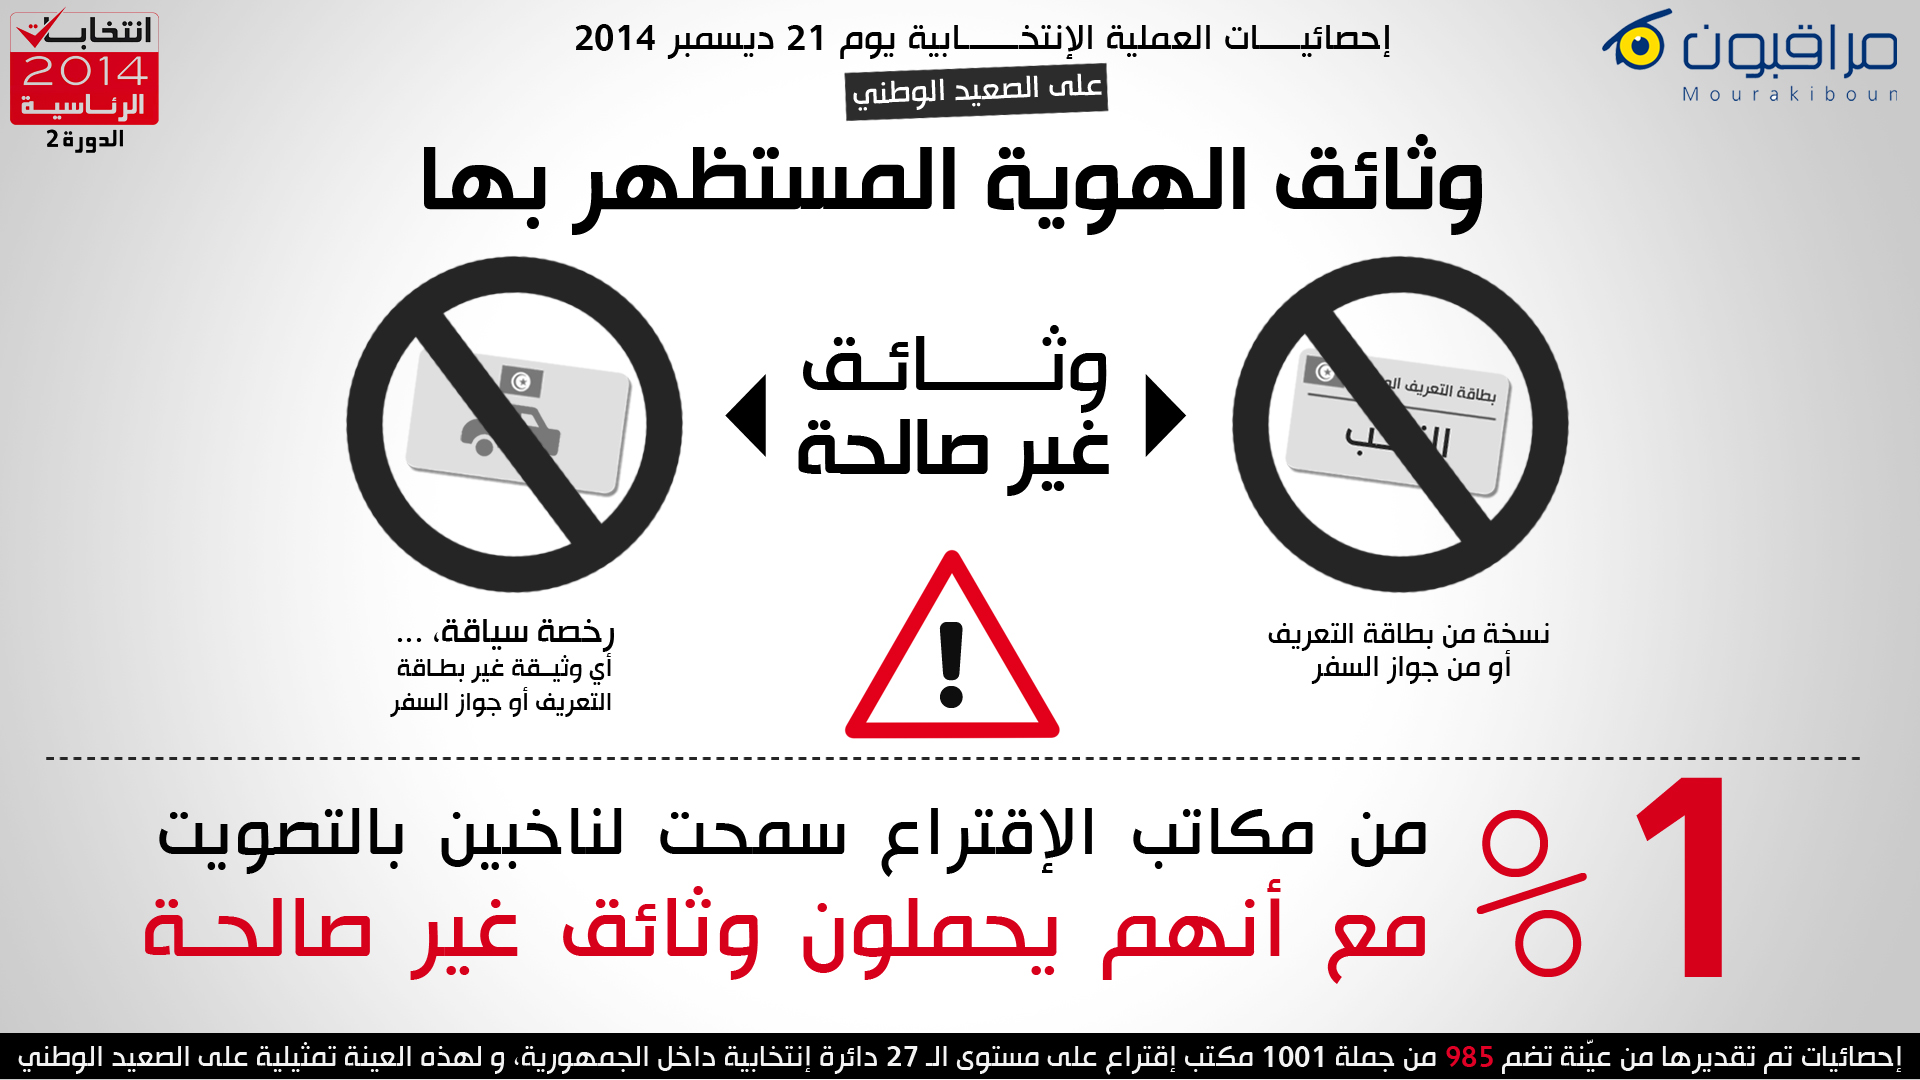 إحصائيات العملية الإنتخابية يوم 21 ديسمبر 2014
على الصعيد الوطني
مراقبون
Mourakiboun
انتخابات
2014
الرئاسية
الدورة 2
وثائق الهوية المستظهر بها
وثائق
غير صالحة
بطاقة التعريف
نسخة من بطاقة التعريف
أو من جواز السفر
رخصة سياقة، ...
أي وثيقة غير بطاقة
التعريف أو جواز السفر
1% من مكاتب الإقتراع سمحت لناخبين بالتصويت
مع أنهم يحملون وثائق غير صالحة
إحصائيات تم تقديرها من عيّنة تضم 985 من جملة 1001 مكتب إقتراع على مستوى الـ 27 دائرة إنتخابية داخل الجمهورية، و لهذه العينة تمثيلية على الصعيد الوطني